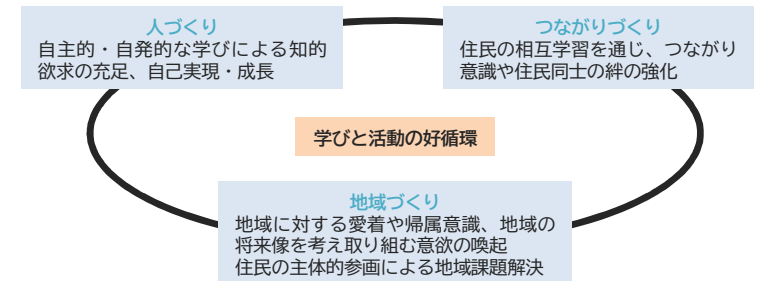 人づくり
自主的・自発的な学びによる知的
欲求の充足、自己実現・成長
つながりづくり
住民の相互学習を通じ、つながり
意識や住民同士の絆の強化
学びと活動の好循環
地域づくり
地域に対する愛着や帰属意識、地域の
将来像を考え取り組む意欲の喚起
住民の主体的参画による地域課題解決